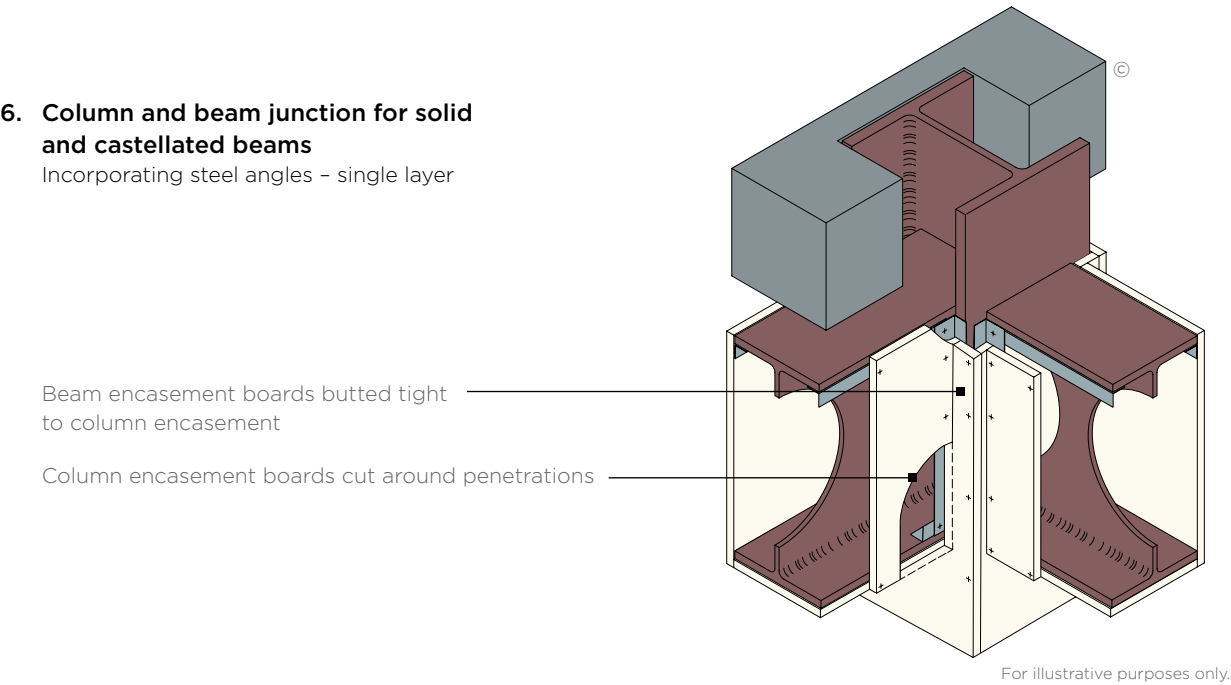 6. Column and beam junction for solid
and castellated beams
Incorporating steel angles – single layer
©
Beam encasement boards butted tight
to column encasement
Column encasement boards cut around penetrations
For illustrative purposes only.